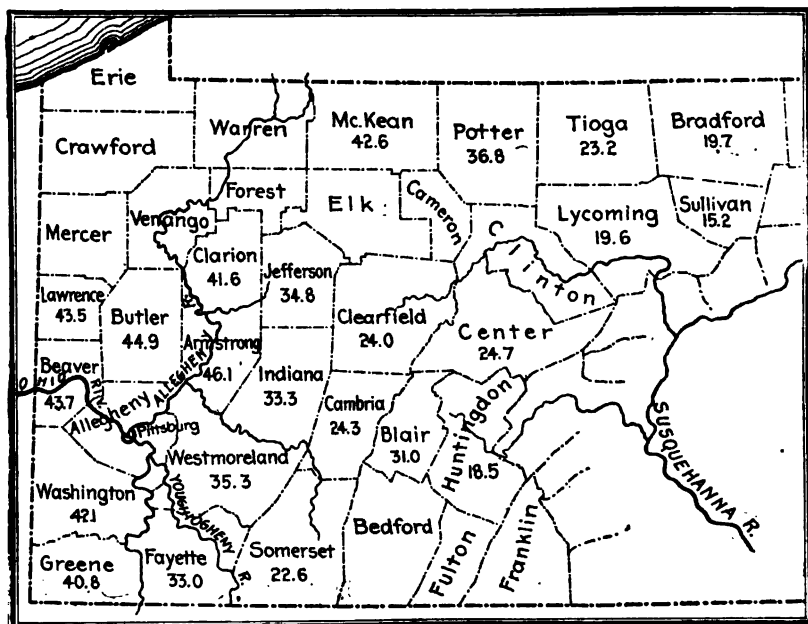 Erie
Crawford
Warren
Mc.Kean
42.6
Potter
36.8
Tioga
23.2
Bradford
19.7
Mercer
Venango
Forest
Elk
Cameron
Clinton
Lycoming
19.6
Sullivan
15.2
Clarion
41.6
Jefferson
34.8
Lawrence
43.5
Butler
44.9
Clearfield
24.0
Center
24.7
Armstrong
46.1
Indiana
33.3
Beaver
43.7
OHIO RIV.
ALLEGHENY
Allegheny
Pittsburg
Cambria
24.3
Blair
31.0
Huntingdon
18.5
Westmoreland
35.3
Washington
42.1
YOUGHIOGHENY R.
Greene
40.8
Fayette
33.0
Somerset
22.6
Bedford
Fulton
Franklin
SUSQUEHANNA R.